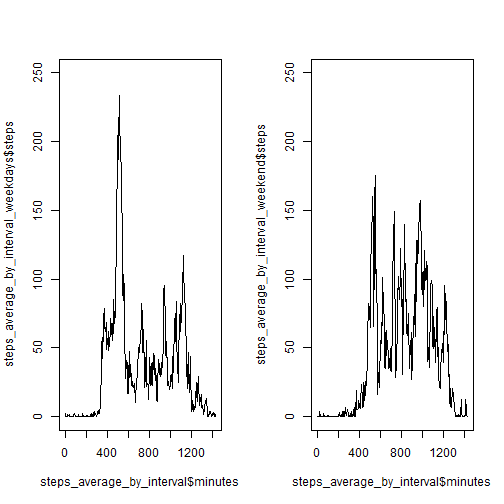 steps_average_by_interval_weekdays$steps
0 50 100 150 200 250
0 400 800 1200
steps_average_by_interval$minutes
steps_average_by_interval_weekend$steps
0 50 100 150 200 250
0 400 800 1200
steps_average_by_interval$minutes